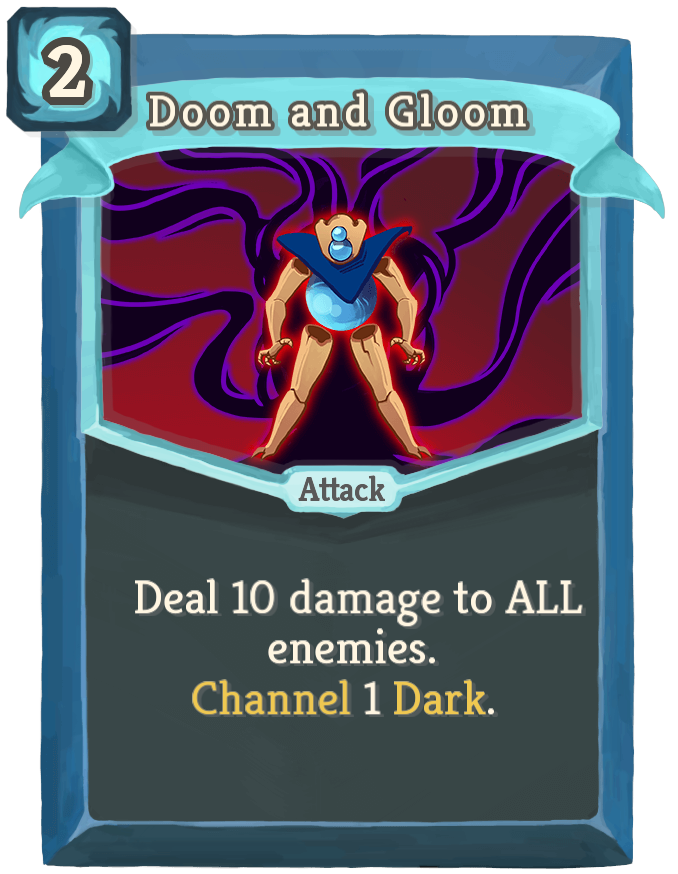 2
Doom and Gloom
Attack
Deal 10 damage to ALL
enemies.
Channel 1 Dark.